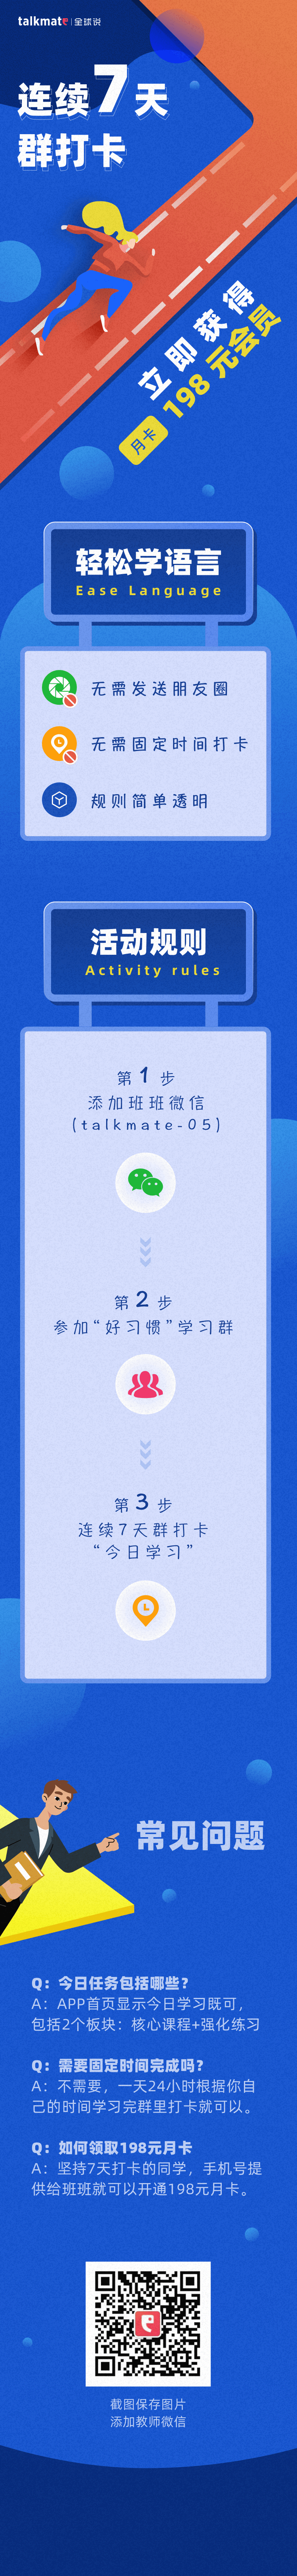 talkmate|全球说
连续7天
群打卡
立即获得
月卡 198 元会员
轻松学语言
Ease Language
无需发送朋友圈
无需固定时间打卡
规则简单透明
活动规则
Activity rules
第 1 步
添加班班微信
(talkmate-05)
第 2 步
参加“好习惯”学习群
第 3 步
连续7天群打卡
“今日学习”
常见问题
Q：今日任务包括哪些？
A：APP首页显示今日学习既可，
包括2个板块：核心课程+强化练习
Q：需要固定时间完成吗？
A：不需要，一天24小时根据你自
己的时间学习完群里打卡就可以。
Q：如何领取198元月卡
A：坚持7天打卡的同学，手机号提
供给班班就可以开通198元月卡。
截图保存图片
添加教师微信